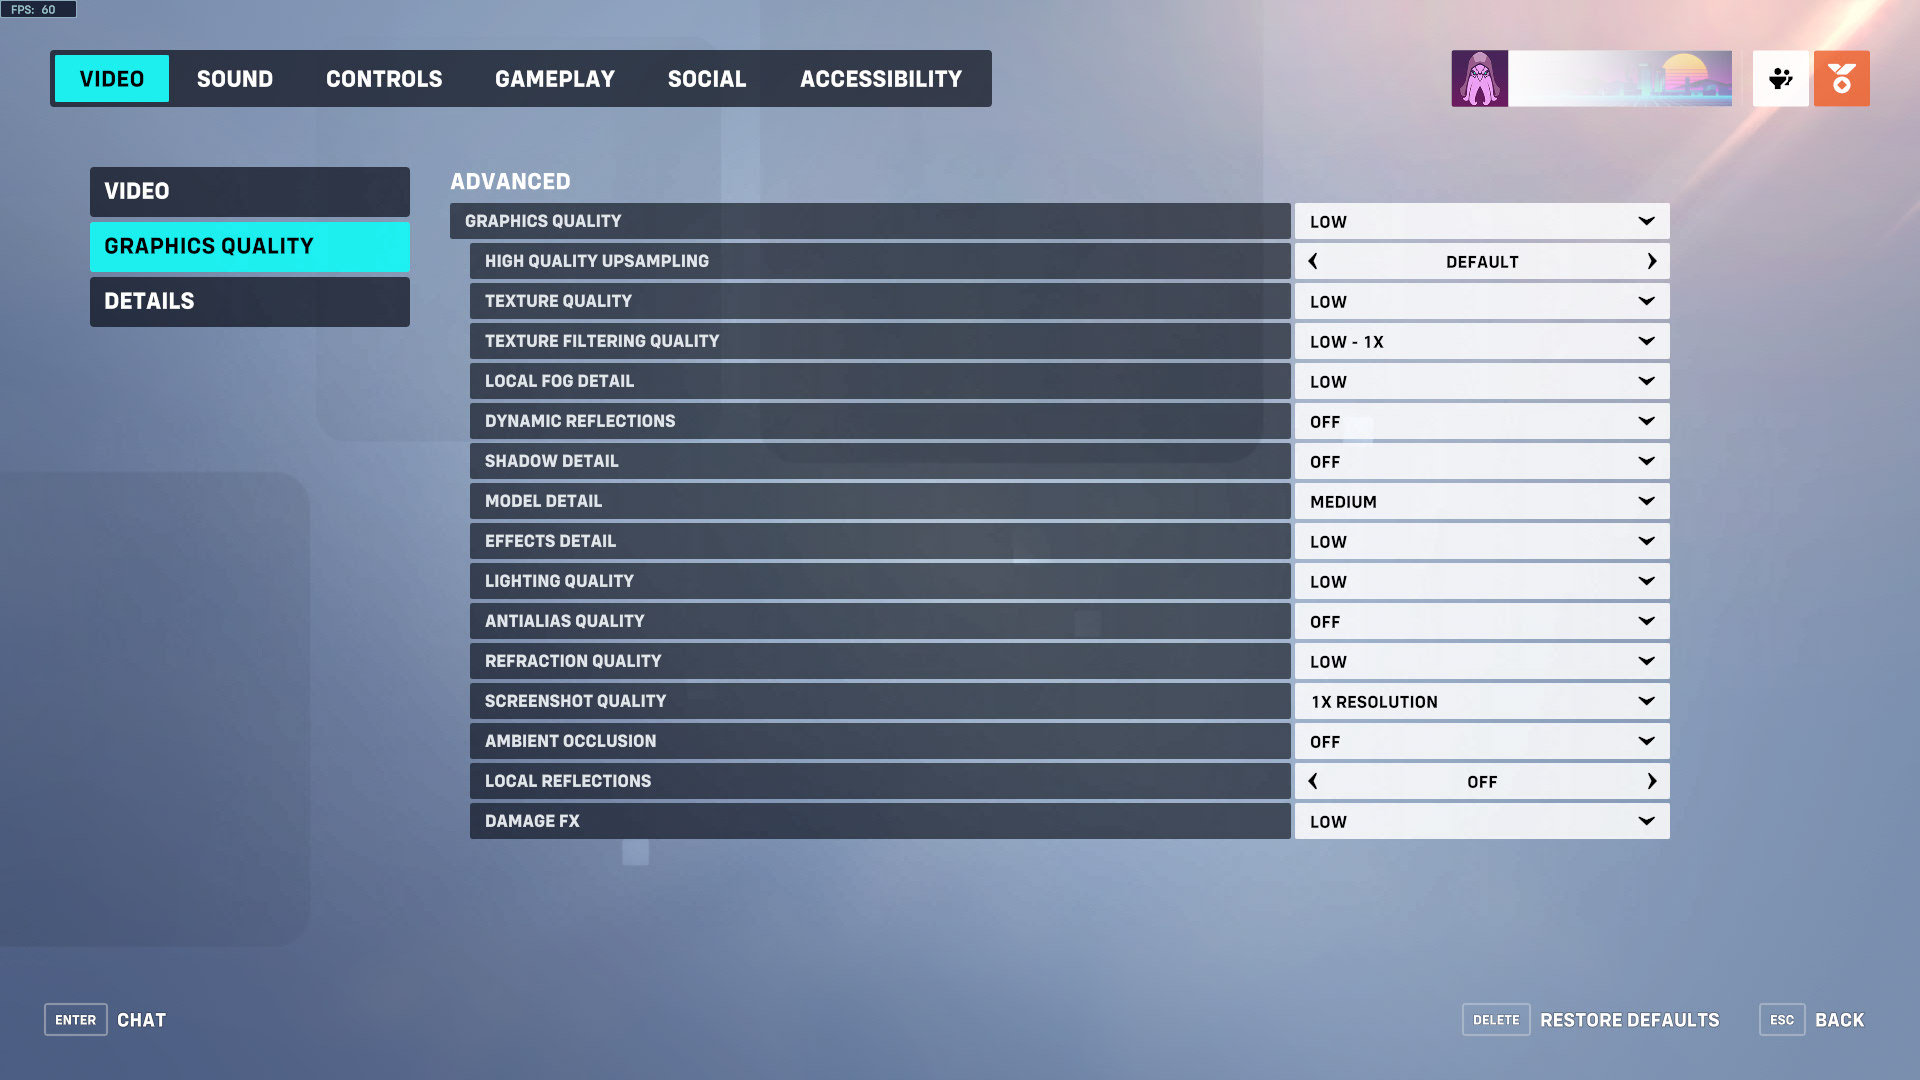 FPS: 60
VIDEO
SOUND
CONTROLS
GAMEPLAY
SOCIAL
ACCESSIBILITY
VIDEO
GRAPHICS QUALITY
DETAILS
ADVANCED
GRAPHICS QUALITY LOW
HIGH QUALITY UPSAMPLING DEFAULT
TEXTURE QUALITY LOW
TEXTURE FILTERING QUALITY LOW - 1X
LOCAL FOG DETAIL LOW
DYNAMIC REFLECTIONS OFF
SHADOW DETAIL OFF
MODEL DETAIL MEDIUM
EFFECTS DETAIL LOW
LIGHTING QUALITY LOW
ANTIALIAS QUALITY OFF
REFRACTION QUALITY LOW
SCREENSHOT QUALITY 1X RESOLUTION
AMBIENT OCCLUSION OFF
LOCAL REFLECTIONS OFF
DAMAGE FX LOW
ENTER CHAT
DELETE RESTORE DEFAULTS
ESC BACK